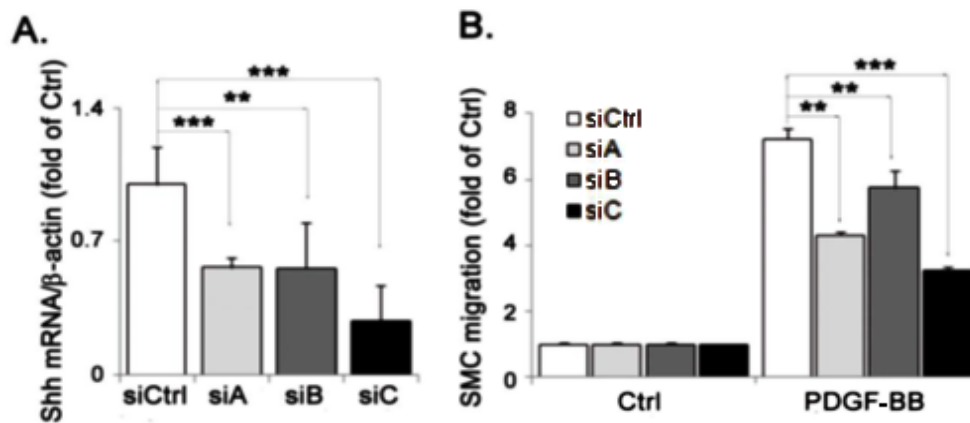 A.
Shh mRNA/β-actin (fold of Ctrl)
1.4
0.7
0
***
**
***
siCtrl
siA
siB
siC
B.
SMC migration (fold of Ctrl)
8
6
4
2
0
siCtrl
siA
siB
siC
***
**
**
Ctrl
PDGF-BB